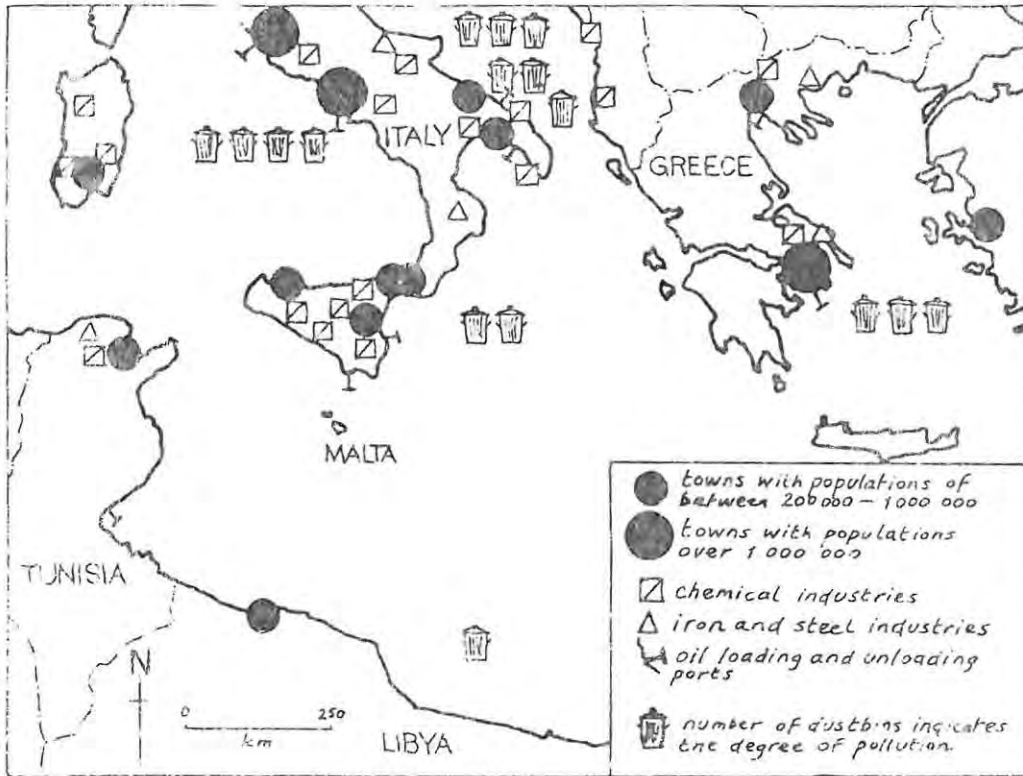 ITALY
GREECE
MALTA
TUNISIA
N
0 250
km
LIBYA
towns with populations of
between 200 000 – 1 000 000
towns with populations
over 1 000 000
chemical industries
iron and steel industries
oil loading and unloading
ports
number of dustbins indicates
the degree of pollution.